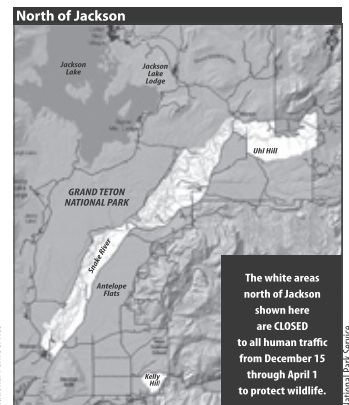 North of Jackson
Jackson
Lake
Jackson
Lake
Lodge
Uhl Hill
GRAND TETON
NATIONAL PARK
Snake River
Antelope
Flats
Kelly
Hill
The white areas
north of Jackson
shown here
are CLOSED
to all human traffic
from December 15
through April 1
to protect wildlife.
National Park Service